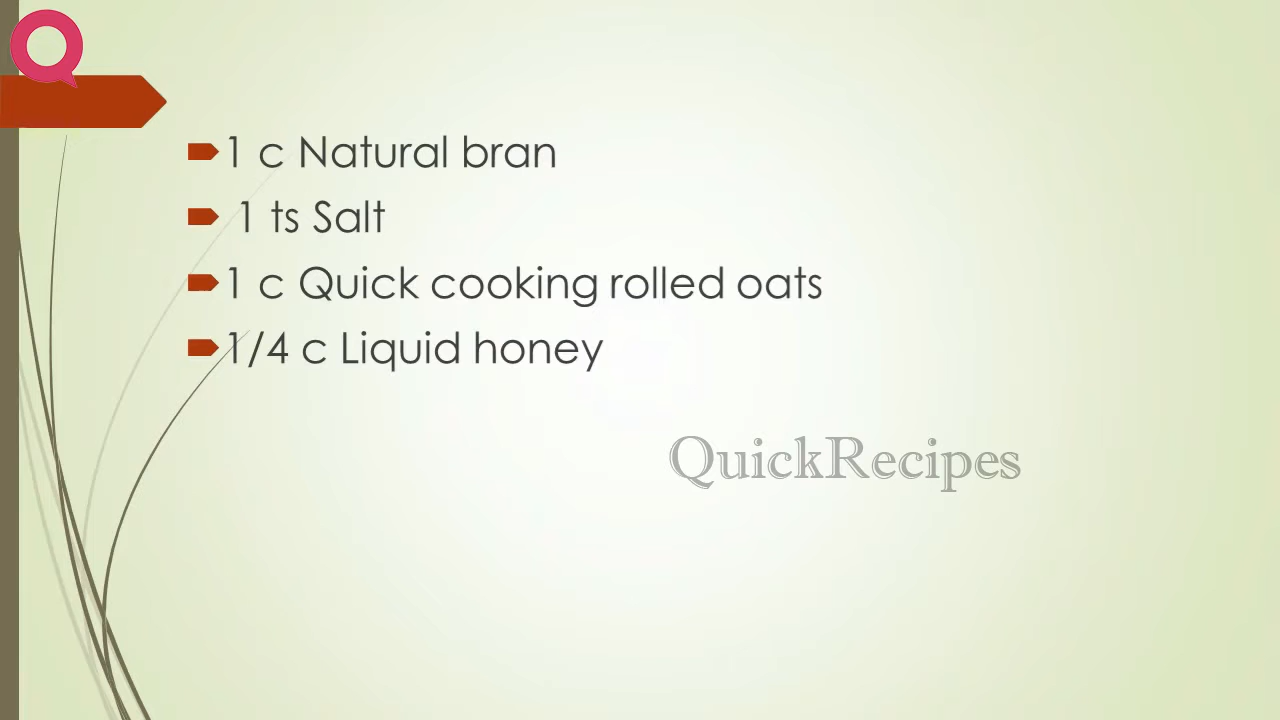 1 c Natural bran
1 ts Salt
1 c Quick cooking rolled oats
1/4 c Liquid honey
QuickRecipes